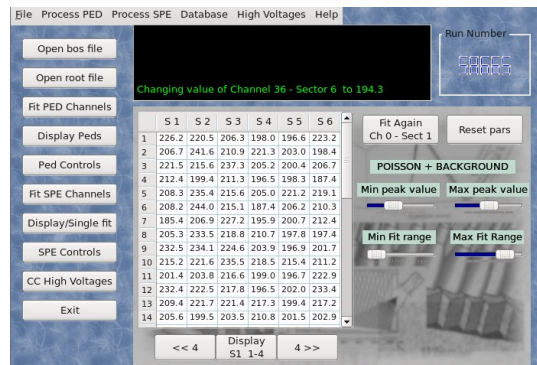 File Process PED Process SPE Database High Voltages Help
Open bos file
Open root file
Fit PED Channels
Display Peds
Ped Controls
Fit SPE Channels
Display/Single fit
SPE Controls
CC High Voltages
Exit
Changing value of Channel 36 - Sector 6 to 194.3
Run Number
S 1 S 2 S 3 S 4 S 5 S 6
1 226.2 220.5 206.3 198.0 196.6 223.2
2 206.7 241.6 210.9 221.3 203.0 198.4
3 221.5 215.6 237.3 205.2 200.4 206.7
4 212.4 199.4 211.3 196.5 198.3 187.4
5 208.3 235.4 215.6 205.0 221.2 219.1
6 208.2 244.0 215.1 187.4 206.2 210.3
7 185.4 206.9 227.2 195.9 200.7 212.4
8 205.3 233.5 218.8 210.7 197.8 197.4
9 232.5 234.1 224.6 203.9 196.9 201.7
10 215.2 221.6 235.5 218.5 215.4 211.2
11 201.4 203.8 216.6 199.0 196.7 222.9
12 232.4 222.5 217.8 196.5 202.0 233.4
13 209.4 221.7 221.4 217.3 199.4 217.2
14 205.6 199.5 203.5 210.8 201.5 202.9
<< 4
Display
S1 1-4
4 >>
Fit Again
Ch 0 - Sect 1
Reset pars
POISSON + BACKGROUND
Min peak value Max peak value
Min Fit range Max Fit Range